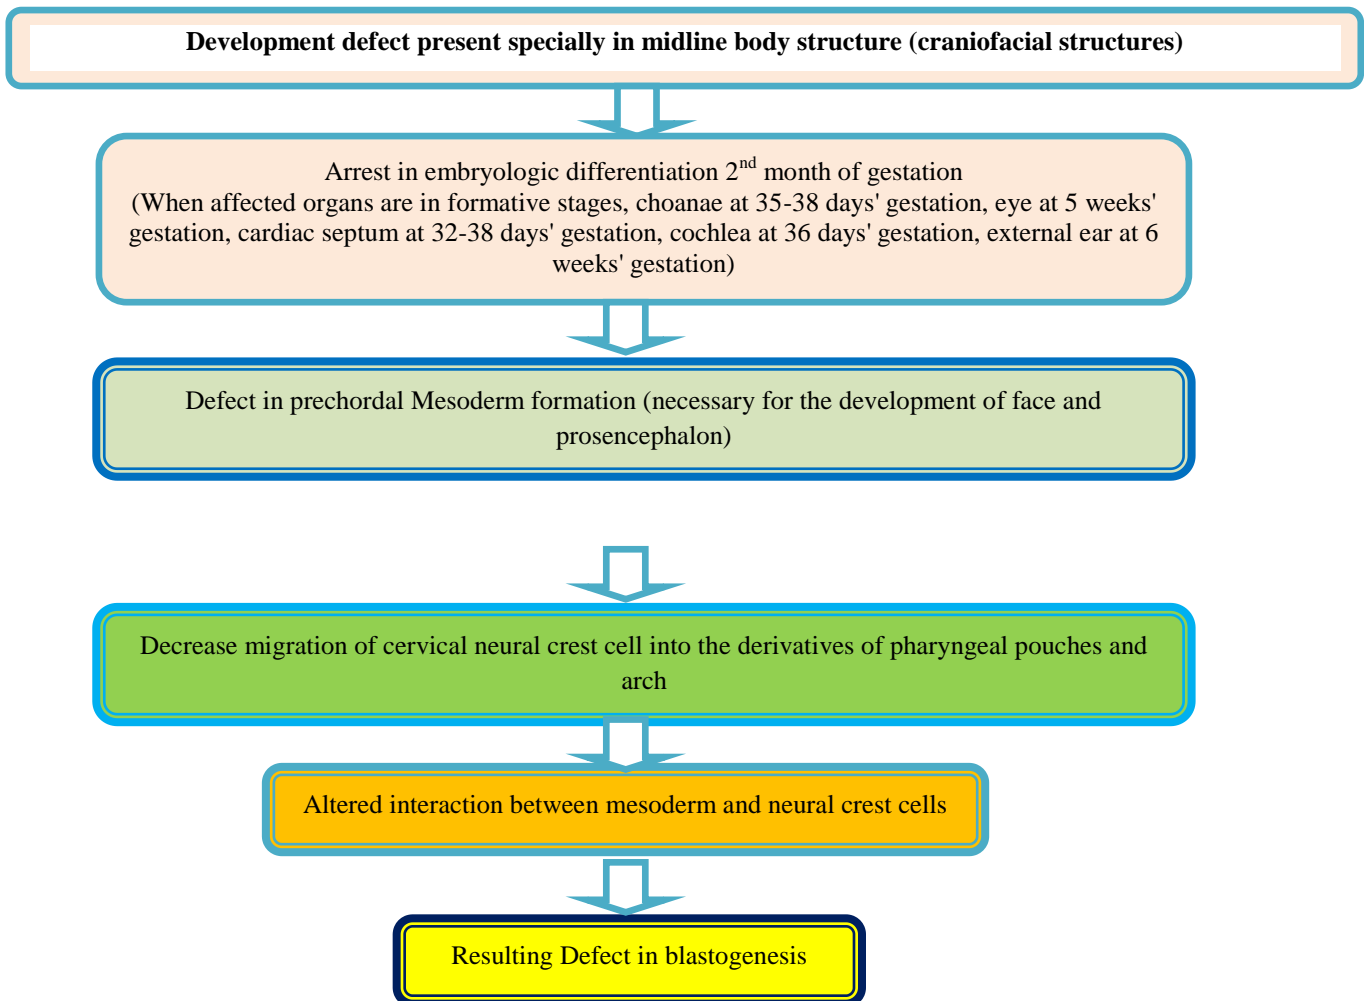 Development defect present specially in midline body structure (craniofacial structures)
Arrest in embryologic differentiation 2nd month of gestation
(When affected organs are in formative stages, choanae at 35-38 days' gestation, eye at 5 weeks'
gestation, cardiac septum at 32-38 days' gestation, cochlea at 36 days' gestation, external ear at 6
weeks' gestation)
Defect in prechordal Mesoderm formation (necessary for the development of face and
prosencephalon)
Decrease migration of cervical neural crest cell into the derivatives of pharyngeal pouches and
arch
Altered interaction between mesoderm and neural crest cells
Resulting Defect in blastogenesis